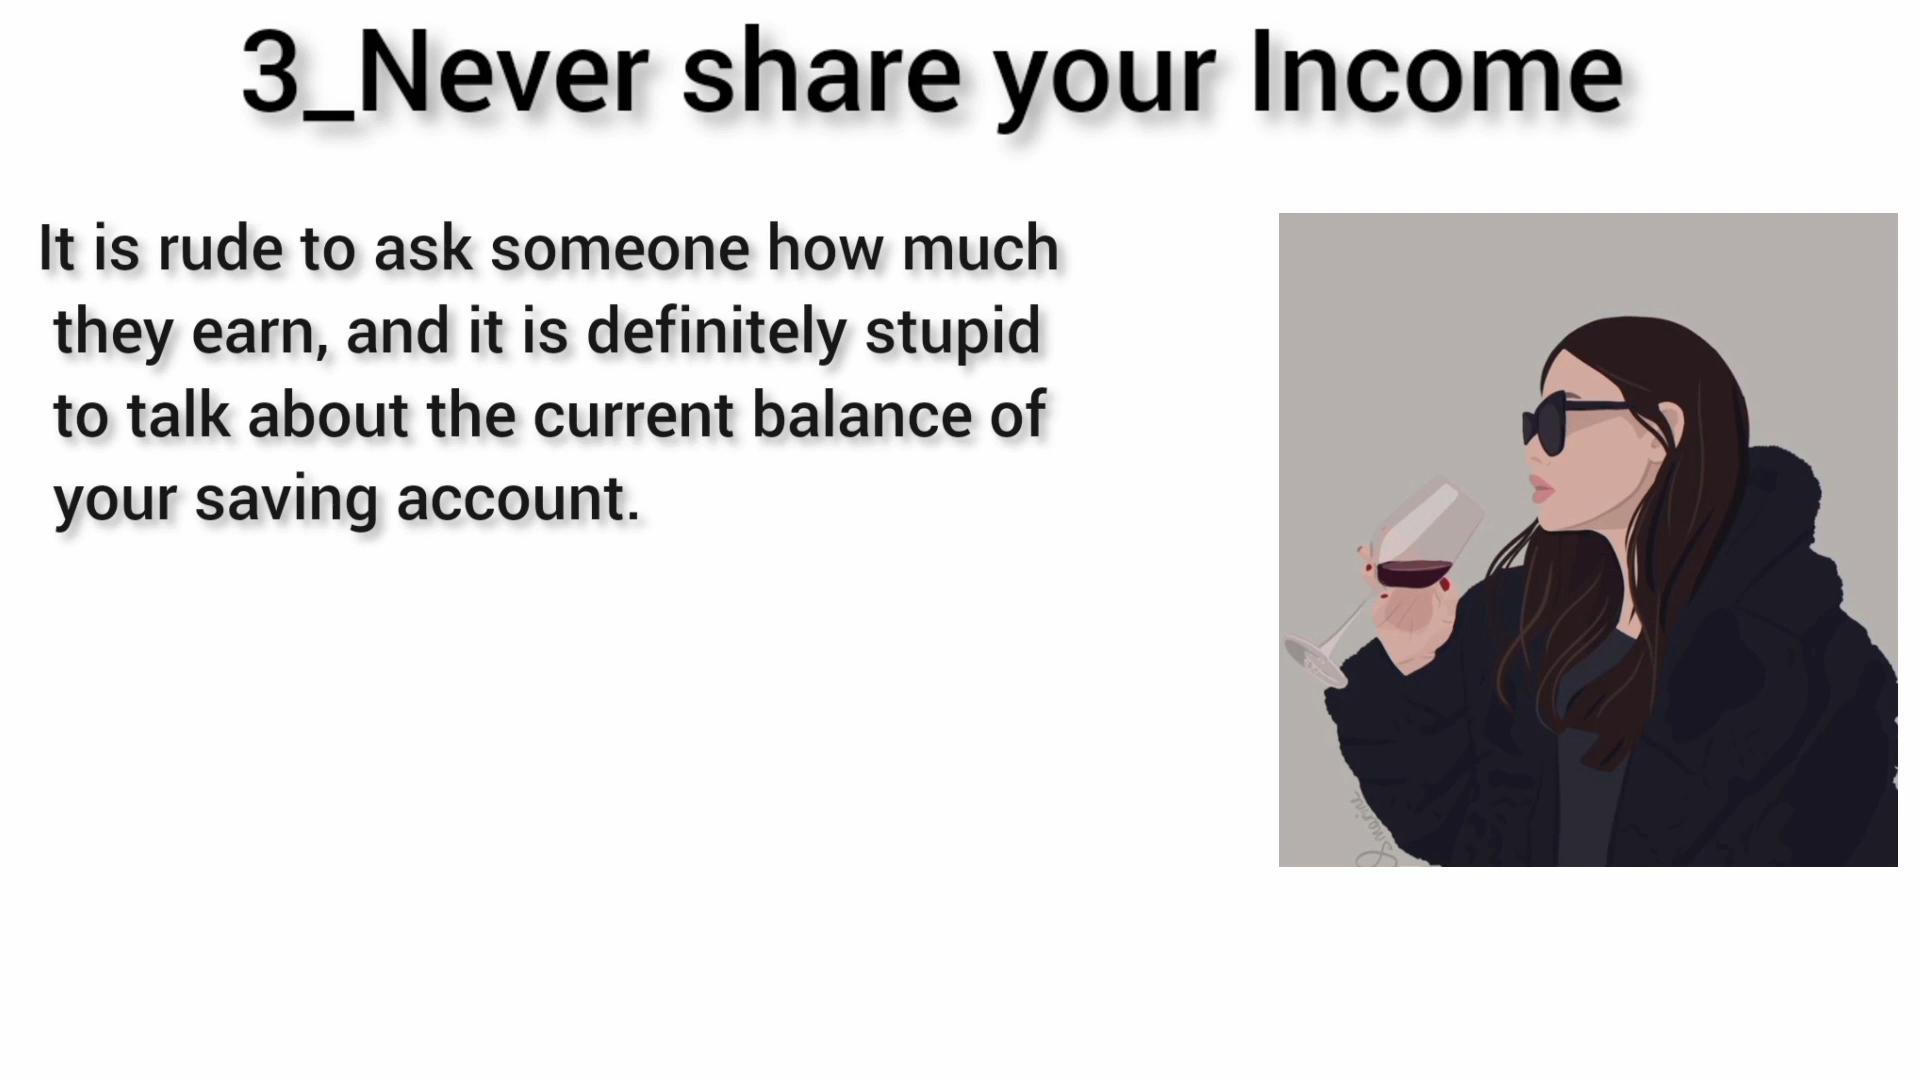 3_Never share your Income
It is rude to ask someone how much
they earn, and it is definitely stupid
to talk about the current balance of
your saving account.